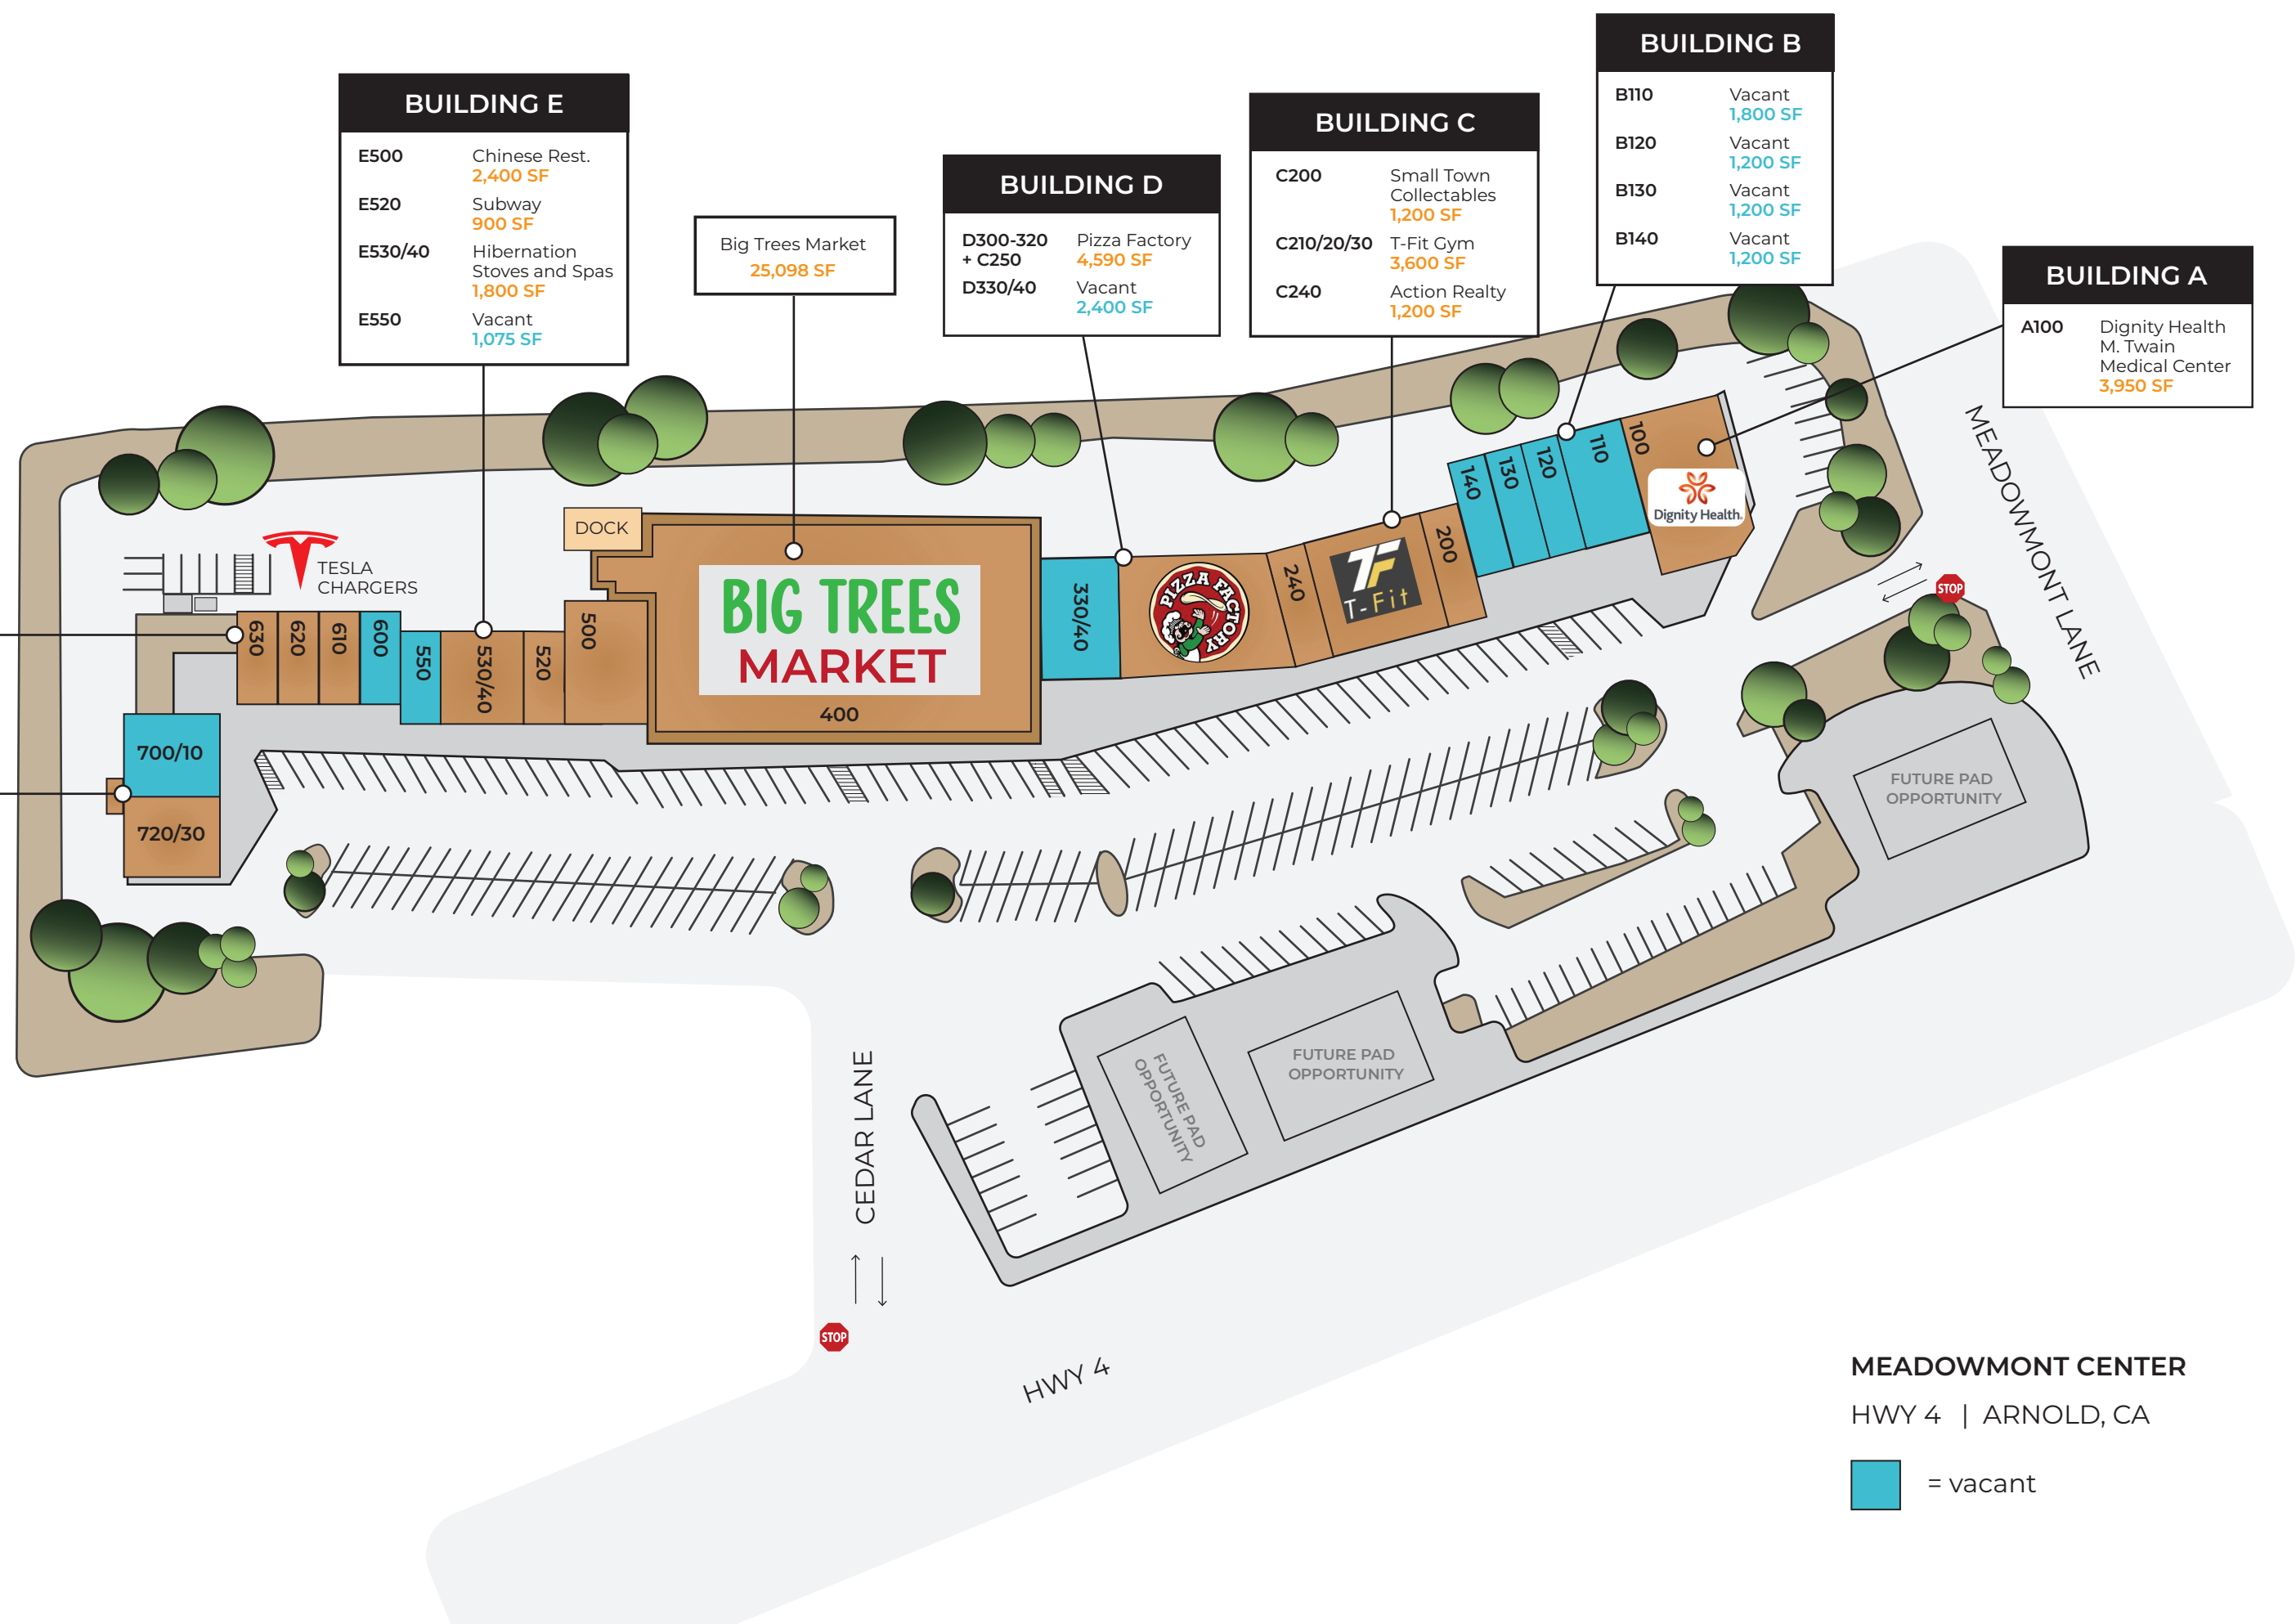 BUILDING B
B110 Vacant
1,800 SF
B120 Vacant
1,200 SF
B130 Vacant
1,200 SF
B140 Vacant
1,200 SF
BUILDING E
E500 Chinese Rest.
2,400 SF
E520 Subway
900 SF
E530/40 Hibernation
Stoves and Spas
1,800 SF
E550 Vacant
1,075 SF
Big Trees Market
25,098 SF
BUILDING D
D300-320 Pizza Factory
+ C250 4,590 SF
D330/40 Vacant
2,400 SF
BUILDING C
C200 Small Town
Collectables
1,200 SF
C210/20/30 T-Fit Gym
3,600 SF
C240 Action Realty
1,200 SF
BUILDING A
A100 Dignity Health
M. Twain
Medical Center
3,950 SF
MEADOWMONT LANE
STOP
TESLA
CHARGERS
DOCK
630
620
610
600
550
530/40
520
500
BIG TREES
MARKET
400
330/40
PIZZA FACTORY
240
TF
T-Fit
200
140
130
120
110
100
Dignity Health.
700/10
720/30
FUTURE PAD
OPPORTUNITY
FUTURE PAD
OPPORTUNITY
FUTURE PAD
OPPORTUNITY
CEDAR LANE
STOP
HWY 4
MEADOWMONT CENTER
HWY 4 | ARNOLD, CA
= vacant